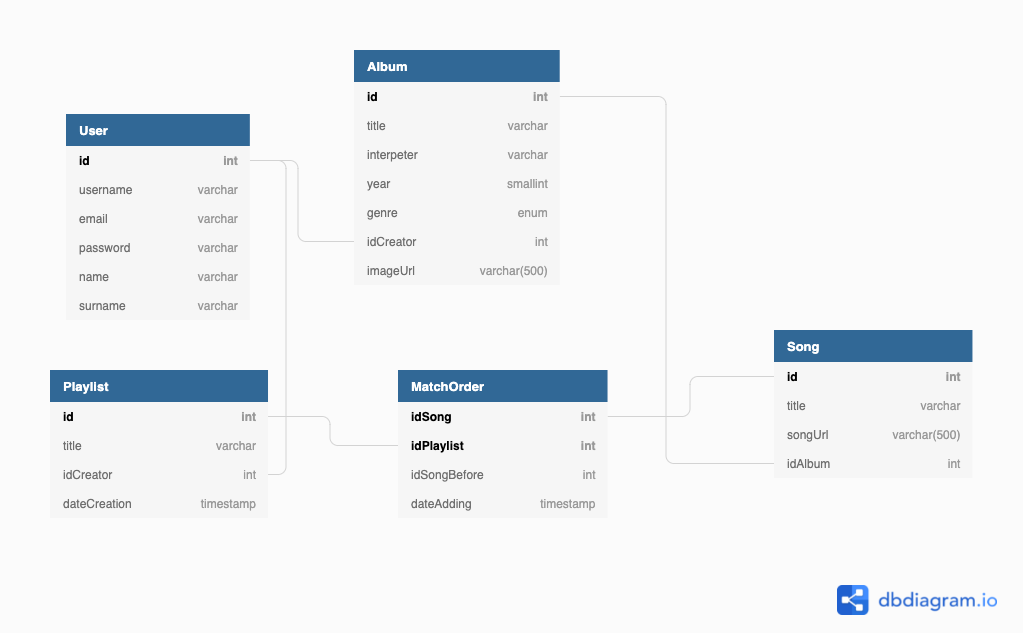 User
id int
username varchar
email varchar
password varchar
name varchar
surname varchar
Album
id int
title varchar
interpeter varchar
year smallint
genre enum
idCreator int
imageUrl varchar(500)
Playlist
id int
title varchar
idCreator int
dateCreation timestamp
MatchOrder
idSong int
idPlaylist int
idSongBefore int
dateAdding timestamp
Song
id int
title varchar
songUrl varchar(500)
idAlbum int
dbdiagram.io